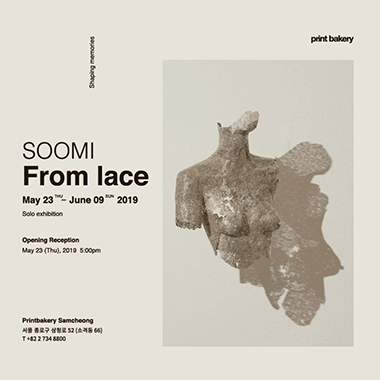 print bakery
Shaping memories
SOOMI
From lace
May 23 THU – June 09 SUN 2019
Solo exhibition
Opening Reception
May 23 (Thu), 2019 5:00pm
Printbakery Samcheong
서울 종로구 삼청로 52 (소격동 66)
T +82 2 734 8800